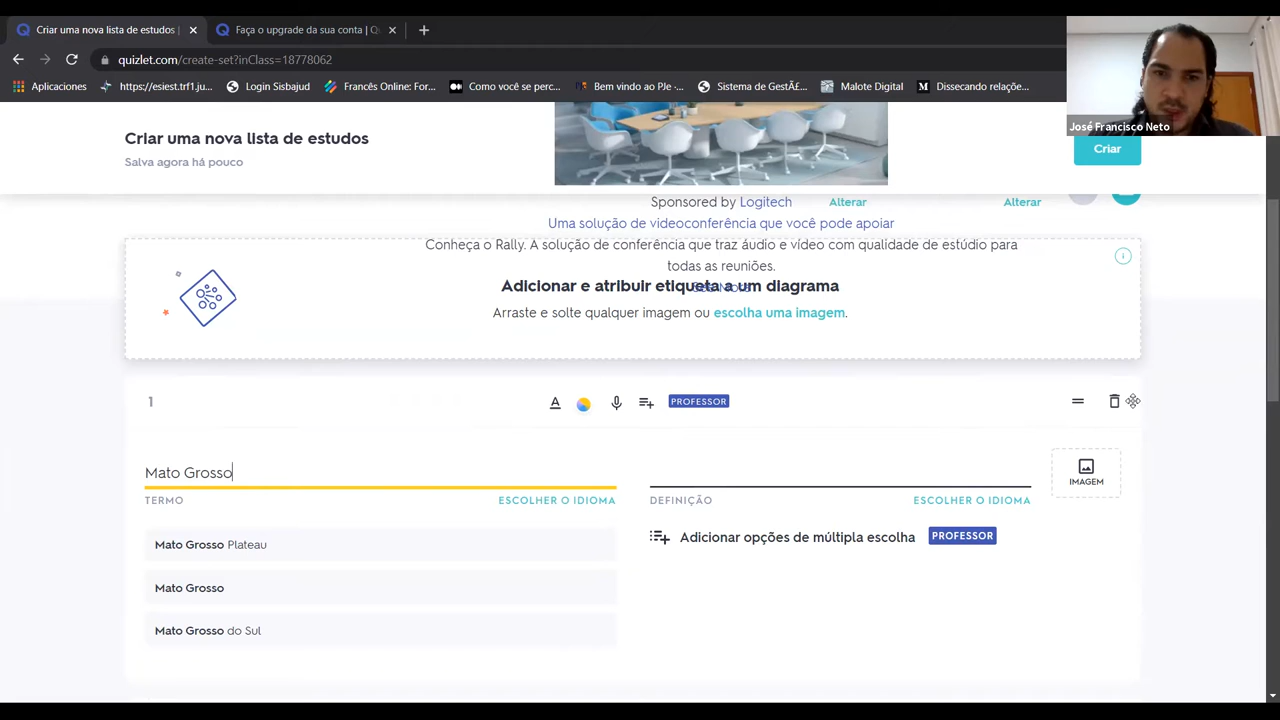 Criar uma nova lista de estudos |
Faça o upgrade da sua conta | Q
quizlet.com/create-set?inClass=18778062
Aplicaciones
https://esiest.trf1.ju...
Login Sisbajud
Francês Online: For...
Como você se perc...
Bem vindo ao PJe -...
Sistema de GestÃ£...
Malote Digital
Dissecando relaçõe...
José Francisco Neto
Criar uma nova lista de estudos
Salva agora há pouco
Criar
Sponsored by Logitech
Alterar
Alterar
Uma solução de videoconferência que você pode apoiar
Conheça o Rally. A solução de conferência que traz áudio e vídeo com qualidade de estúdio para
todas as reuniões.
Adicionar e atribuir etiqueta a um diagrama
See More
Arraste e solte qualquer imagem ou escolha uma imagem.
1
A
PROFESSOR
Mato Grosso
TERMO
ESCOLHER O IDIOMA
DEFINIÇÃO
ESCOLHER O IDIOMA
IMAGEM
Mato Grosso Plateau
Mato Grosso
Mato Grosso do Sul
Adicionar opções de múltipla escolha
PROFESSOR